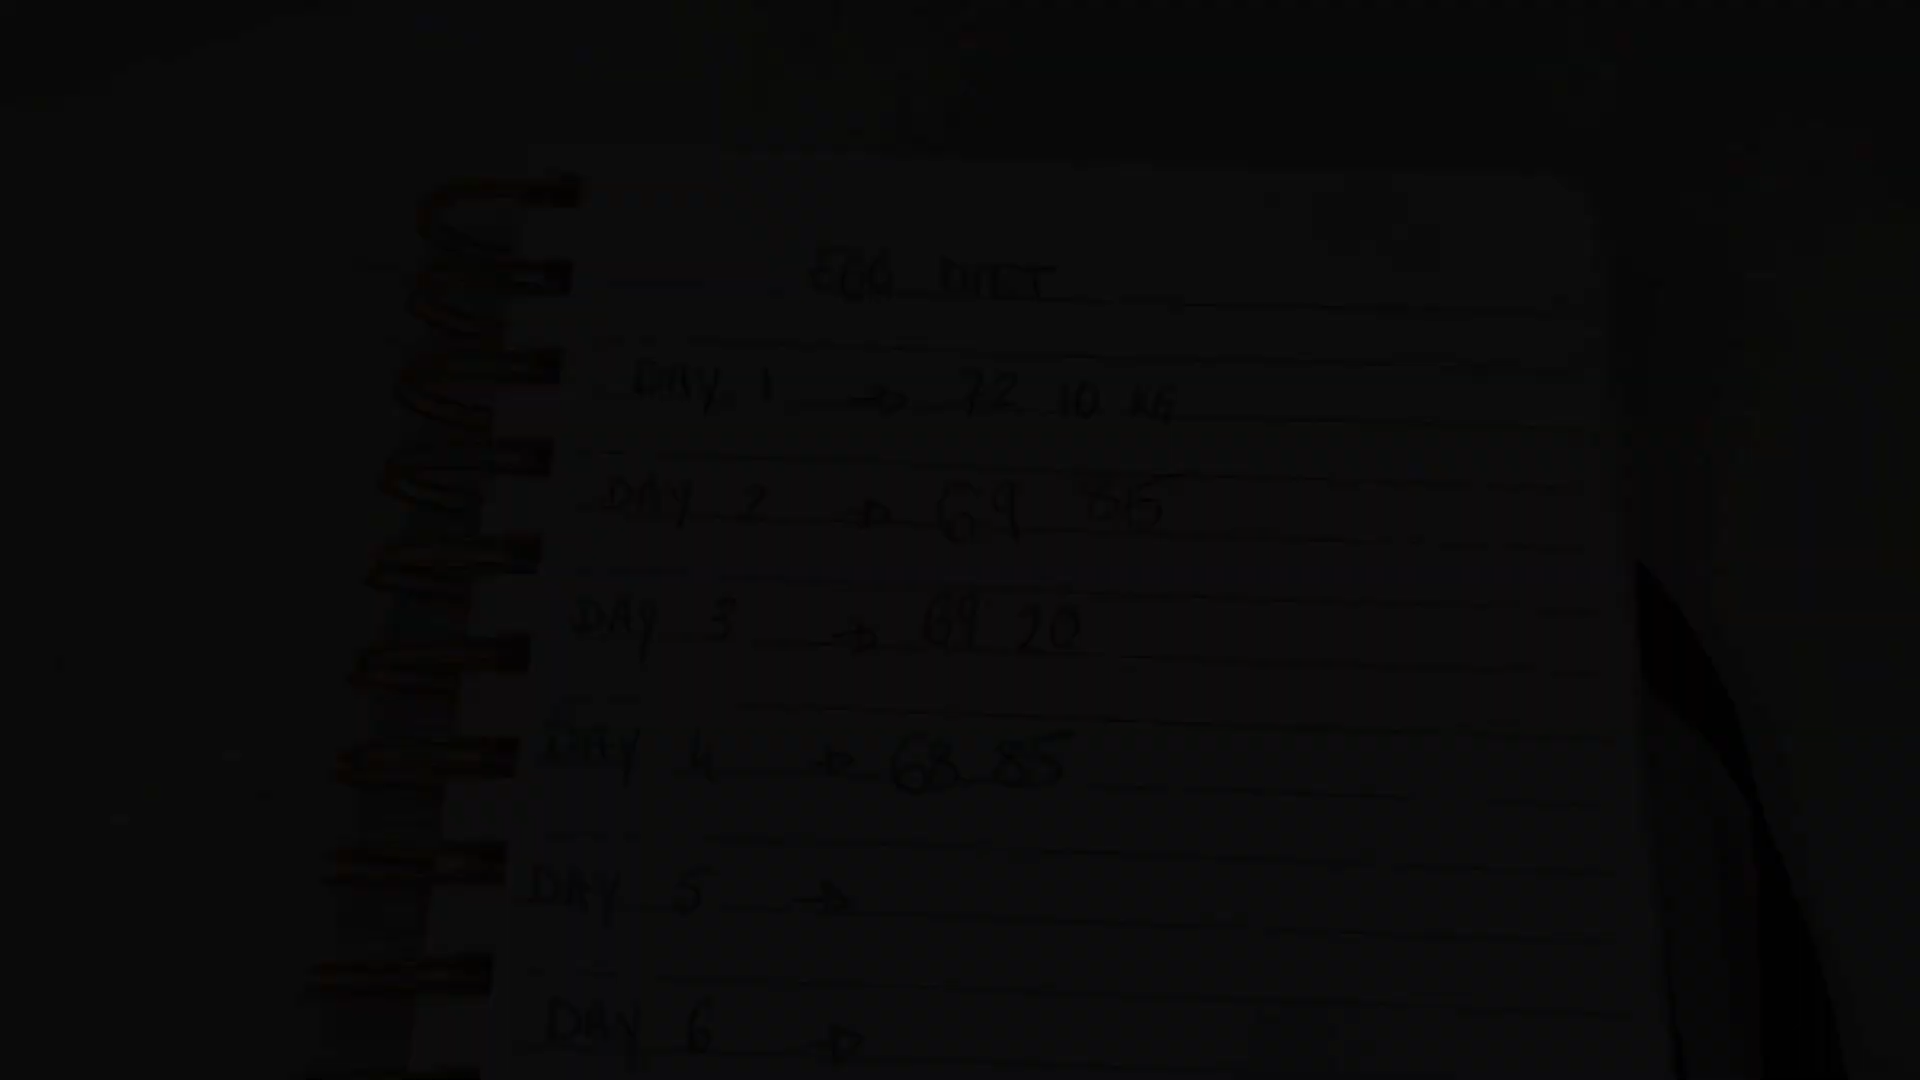 EGG DIET
DAY 1 → 72 10 KG
DAY 2 → 69
DAY 3 → 69 20
DAY 4 → 68 85
DAY 5 →
DAY 6 →